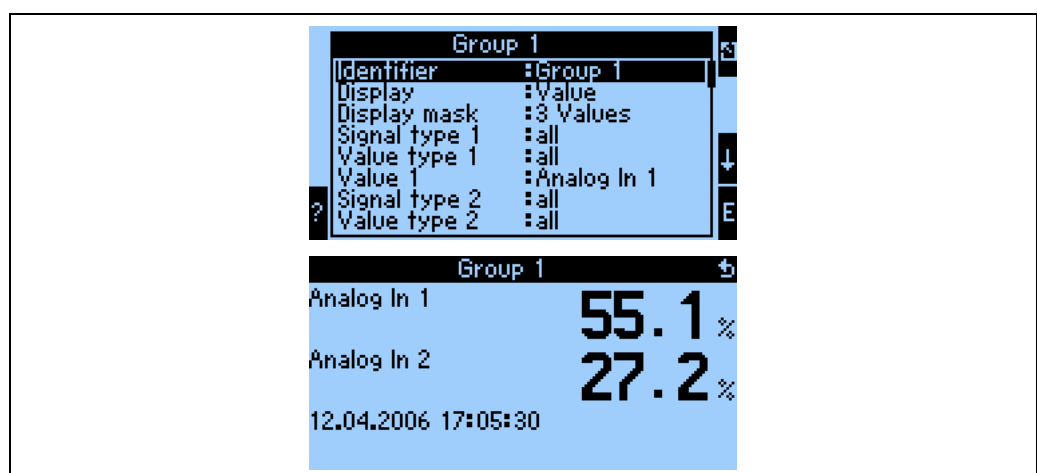 Group 1
Identifier :Group 1
Display :Value
Display mask :3 Values
Signal type 1 :all
Value type 1 :all
Value 1 :Analog In 1
Signal type 2 :all
Value type 2 :all
? ↓ E
Group 1
Analog In 1 55.1 %
Analog In 2 27.2 %
12.04.2006 17:05:30